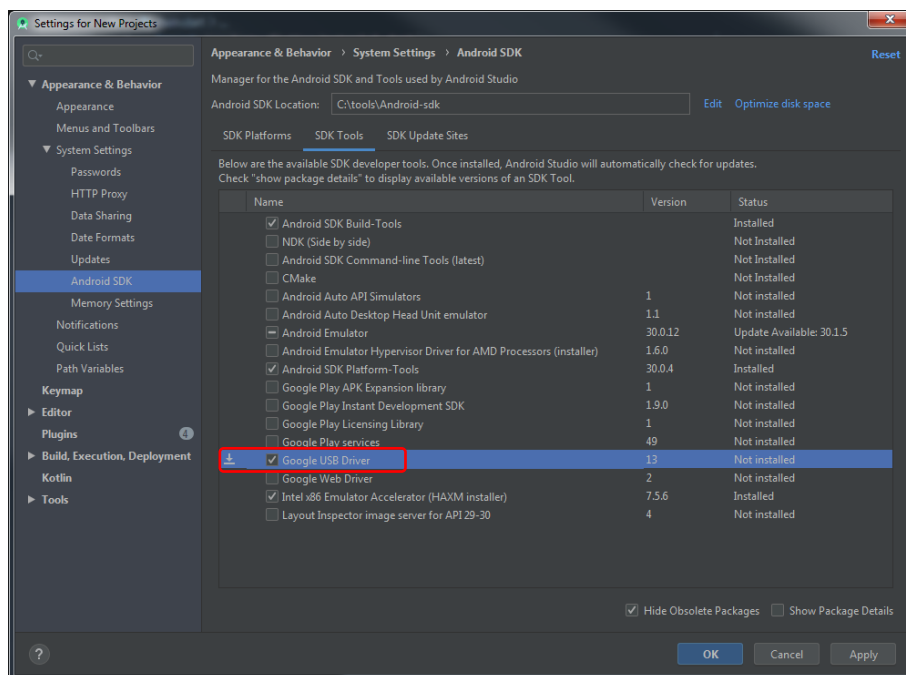 Settings for New Projects
Appearance & Behavior
Appearance
Menus and Toolbars
System Settings
Passwords
HTTP Proxy
Data Sharing
Date Formats
Updates
Android SDK
Memory Settings
Notifications
Quick Lists
Path Variables
Keymap
Editor
Plugins 4
Build, Execution, Deployment
Kotlin
Tools
Appearance & Behavior › System Settings › Android SDK Reset
Manager for the Android SDK and Tools used by Android Studio
Android SDK Location: C:\tools\Android-sdk Edit Optimize disk space
SDK Platforms SDK Tools SDK Update Sites
Below are the available SDK developer tools. Once installed, Android Studio will automatically check for updates.
Check "show package details" to display available versions of an SDK Tool.
Name Version Status
Android SDK Build-Tools Installed
NDK (Side by side) Not Installed
Android SDK Command-line Tools (latest) Not Installed
CMake Not Installed
Android Auto API Simulators 1 Not installed
Android Auto Desktop Head Unit emulator 1.1 Not installed
Android Emulator 30.0.12 Update Available: 30.1.5
Android Emulator Hypervisor Driver for AMD Processors (installer) 1.6.0 Not installed
Android SDK Platform-Tools 30.0.4 Installed
Google Play APK Expansion library 1 Not installed
Google Play Instant Development SDK 1.9.0 Not installed
Google Play Licensing Library 1 Not installed
Google Play services 49 Not installed
Google USB Driver 13 Not installed
Google Web Driver 2 Not installed
Intel x86 Emulator Accelerator (HAXM installer) 7.5.6 Installed
Layout Inspector image server for API 29-30 4 Not installed
Hide Obsolete Packages Show Package Details
? OK Cancel Apply